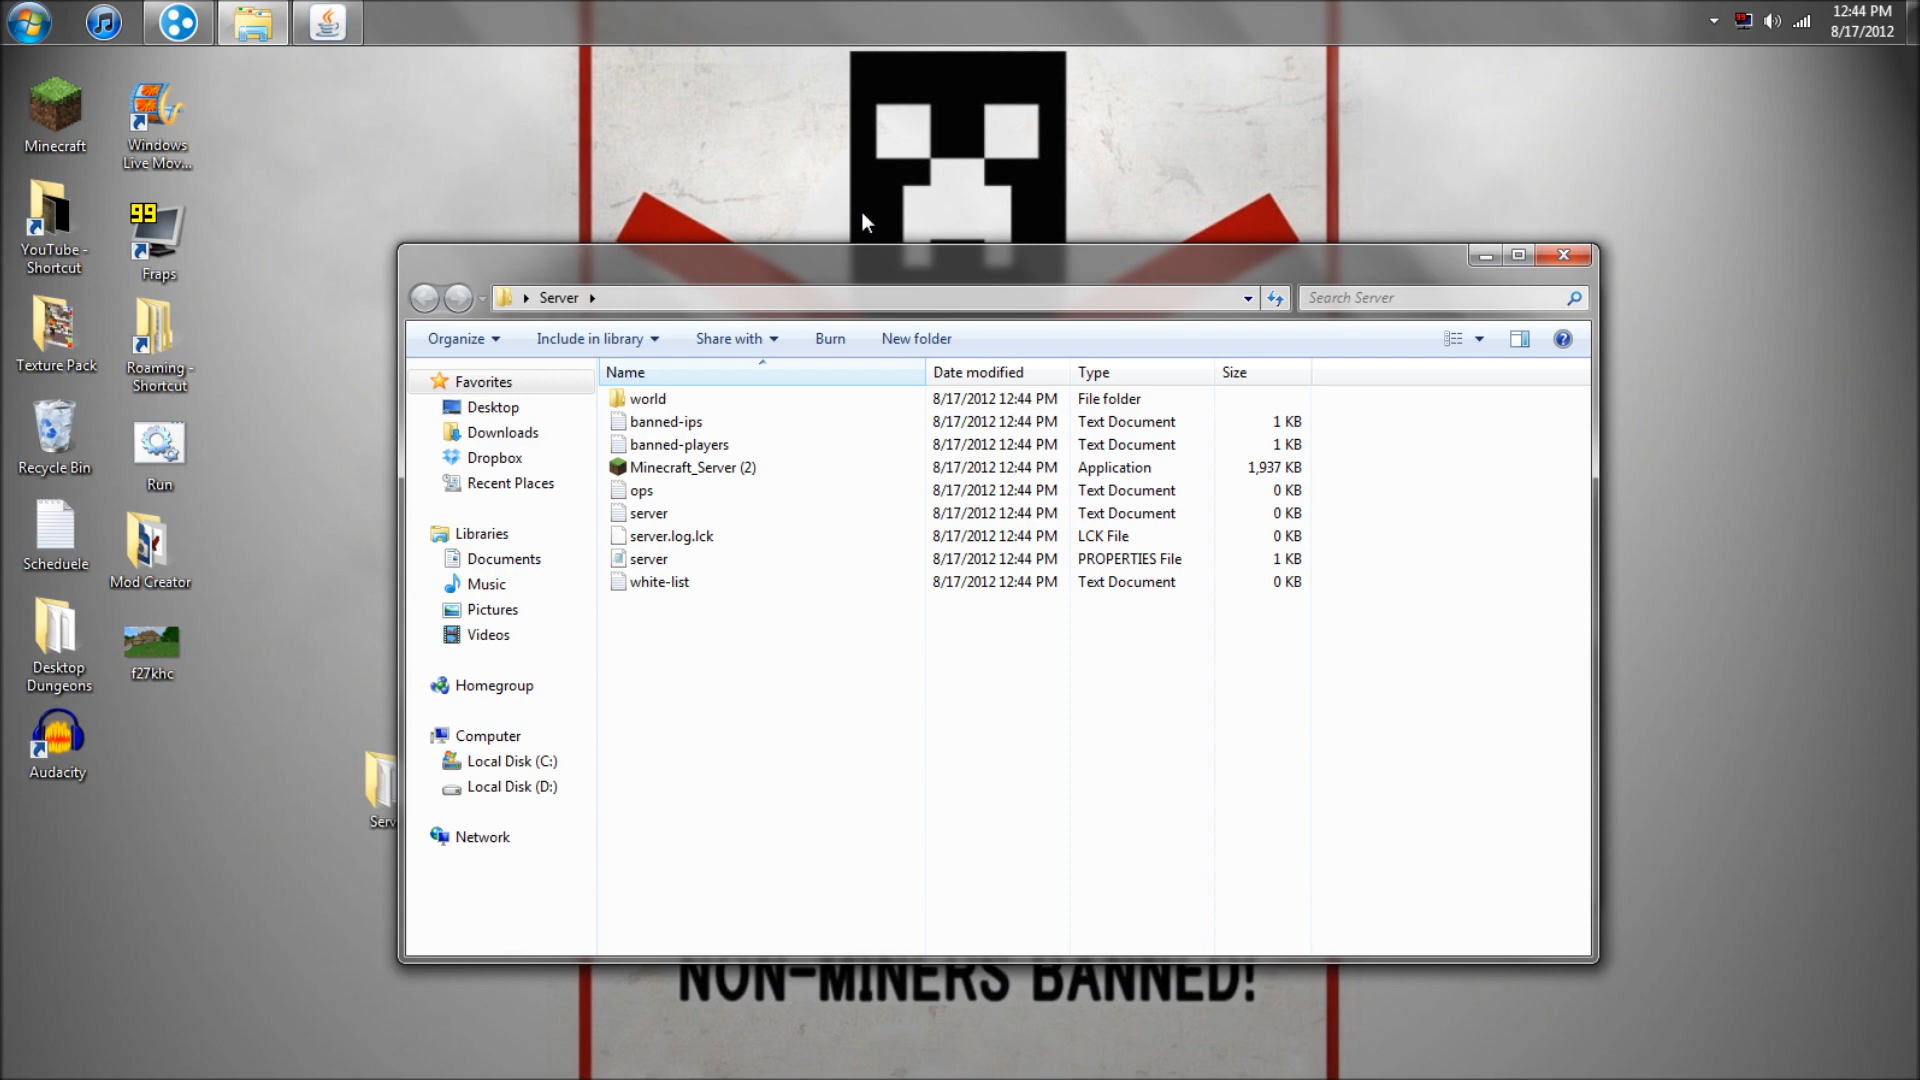 12:44 PM
8/17/2012
99
Minecraft
Windows
Live Mov...
YouTube -
Shortcut
99
Fraps
Texture Pack
Roaming -
Shortcut
Recycle Bin
Run
Scheduele
Mod Creator
Desktop
Dungeons
f27khc
Audacity
Serv
Server
Search Server
Organize
Include in library
Share with
Burn
New folder
Favorites
Desktop
Downloads
Dropbox
Recent Places
Libraries
Documents
Music
Pictures
Videos
Homegroup
Computer
Local Disk (C:)
Local Disk (D:)
Network
Name Date modified Type Size
world 8/17/2012 12:44 PM File folder
banned-ips 8/17/2012 12:44 PM Text Document 1 KB
banned-players 8/17/2012 12:44 PM Text Document 1 KB
Minecraft_Server (2) 8/17/2012 12:44 PM Application 1,937 KB
ops 8/17/2012 12:44 PM Text Document 0 KB
server 8/17/2012 12:44 PM Text Document 0 KB
server.log.lck 8/17/2012 12:44 PM LCK File 0 KB
server 8/17/2012 12:44 PM PROPERTIES File 1 KB
white-list 8/17/2012 12:44 PM Text Document 0 KB
NON-MINERS BANNED!